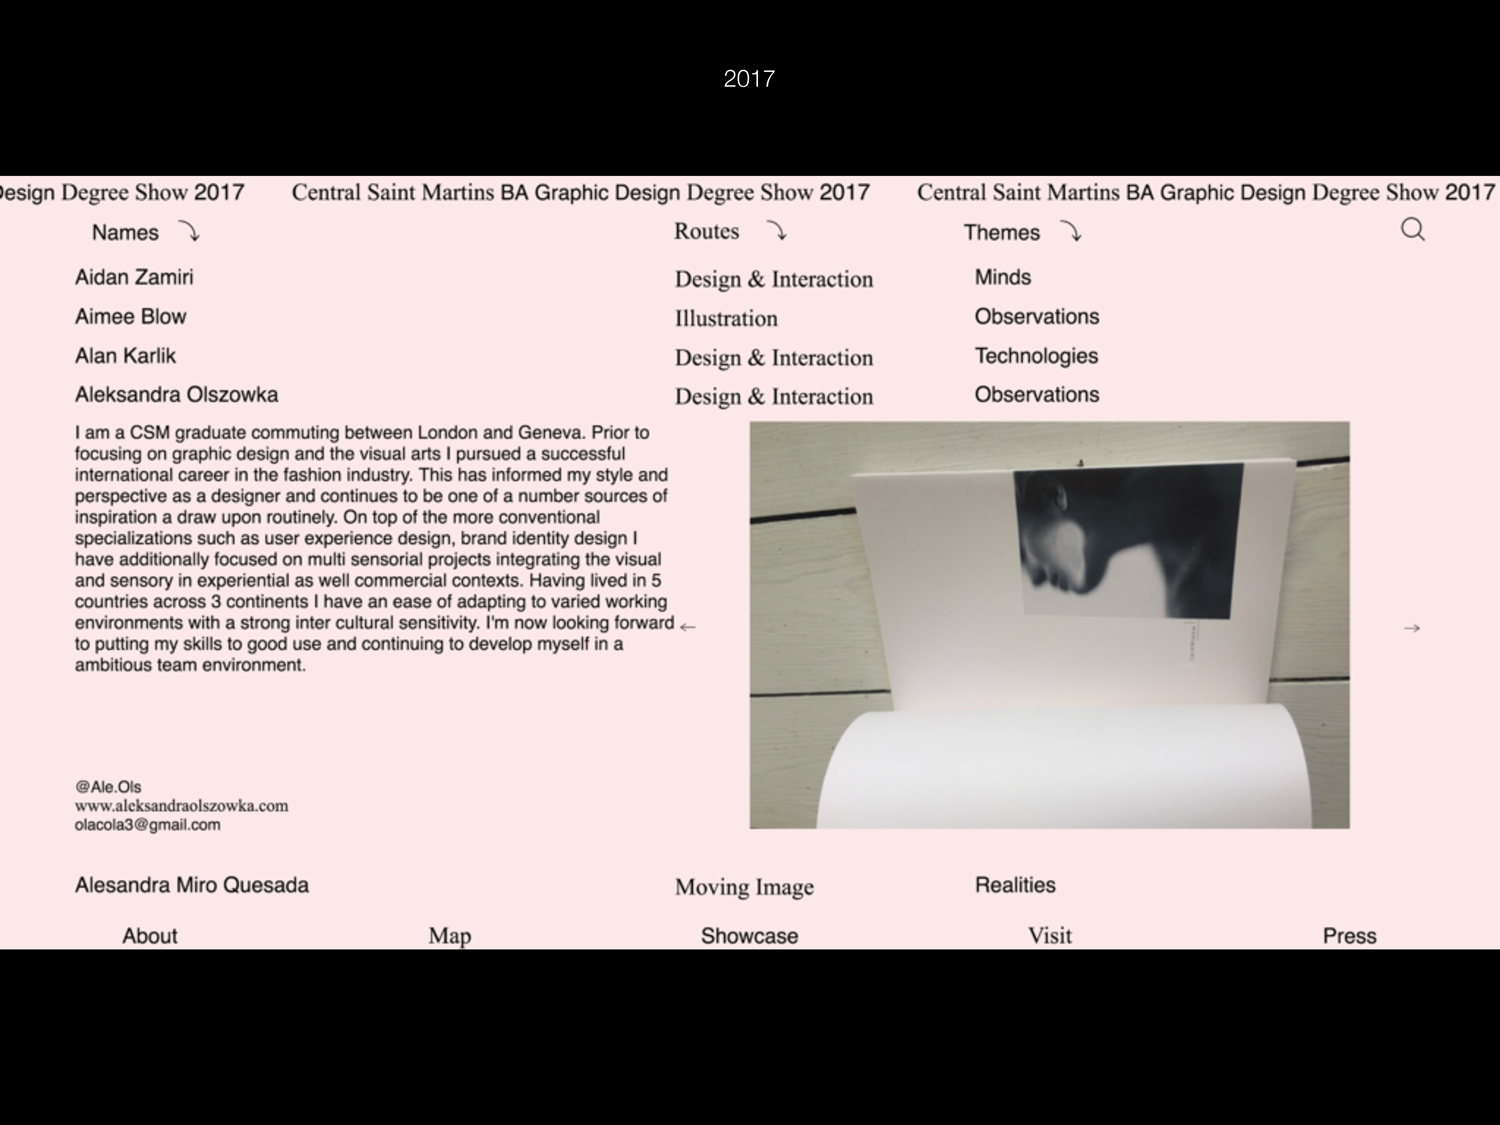 2017
Design Degree Show 2017 Central Saint Martins BA Graphic Design Degree Show 2017 Central Saint Martins BA Graphic Design Degree Show 2017
Names Routes Themes
Aidan Zamiri Design & Interaction Minds
Aimee Blow Illustration Observations
Alan Karlik Design & Interaction Technologies
Aleksandra Olszowka Design & Interaction Observations
I am a CSM graduate commuting between London and Geneva. Prior to
focusing on graphic design and the visual arts I pursued a successful
international career in the fashion industry. This has informed my style and
perspective as a designer and continues to be one of a number sources of
inspiration a draw upon routinely. On top of the more conventional
specializations such as user experience design, brand identity design I
have additionally focused on multi sensorial projects integrating the visual
and sensory in experiential as well commercial contexts. Having lived in 5
countries across 3 continents I have an ease of adapting to varied working
environments with a strong inter cultural sensitivity. I'm now looking forward
to putting my skills to good use and continuing to develop myself in a
ambitious team environment.
@Ale.Ols
www.aleksandraolszowka.com
olacola3@gmail.com
Alesandra Miro Quesada Moving Image Realities
About Map Showcase Visit Press